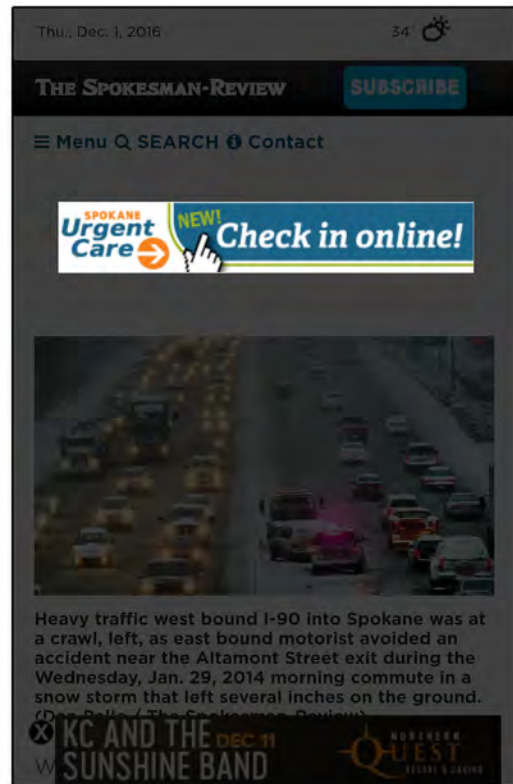 Thu., Dec. 1, 2016 34°
THE SPOKESMAN-REVIEW SUBSCRIBE
Menu SEARCH Contact
SPOKANE
Urgent
Care
NEW!
Check in online!
Heavy traffic west bound I-90 into Spokane was at
a crawl, left, as east bound motorist avoided an
accident near the Altamont Street exit during the
Wednesday, Jan. 29, 2014 morning commute in a
snow storm that left several inches on the ground.
X KC AND THE DEC 11
SUNSHINE BAND
NORTHERN
QUEST
RESORT & CASINO